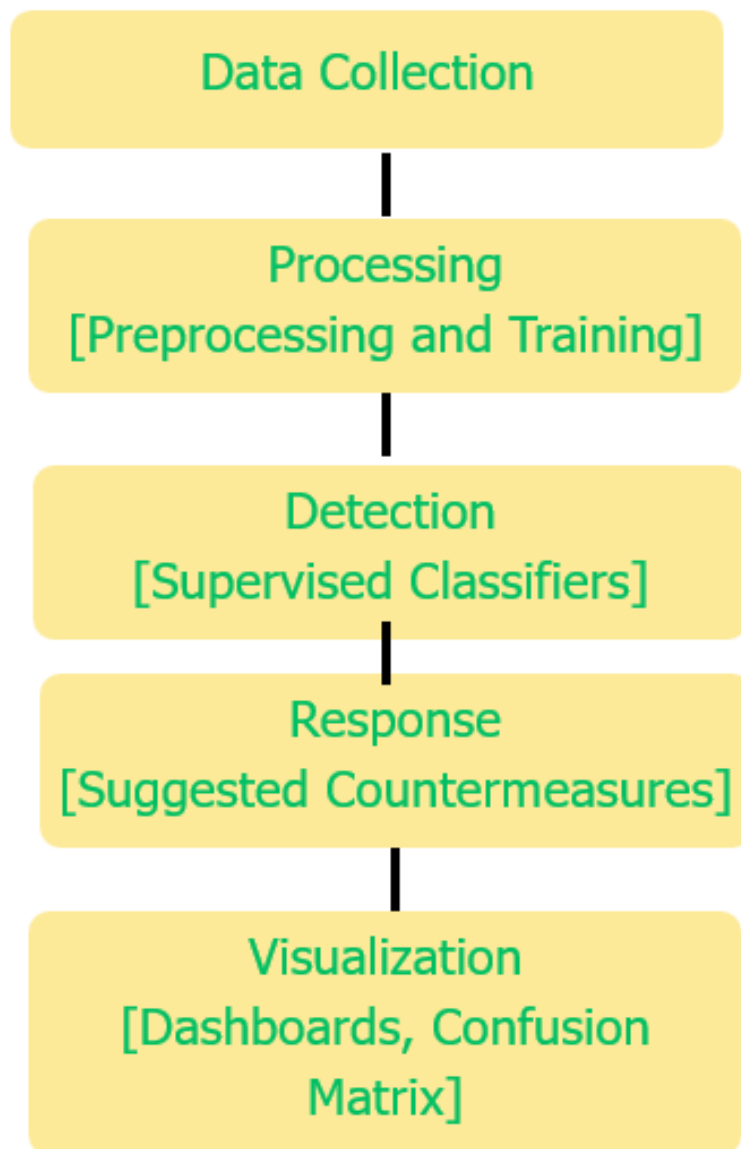 Data Collection
Processing
[Preprocessing and Training]
Detection
[Supervised Classifiers]
Response
[Suggested Countermeasures]
Visualization
[Dashboards, Confusion
Matrix]